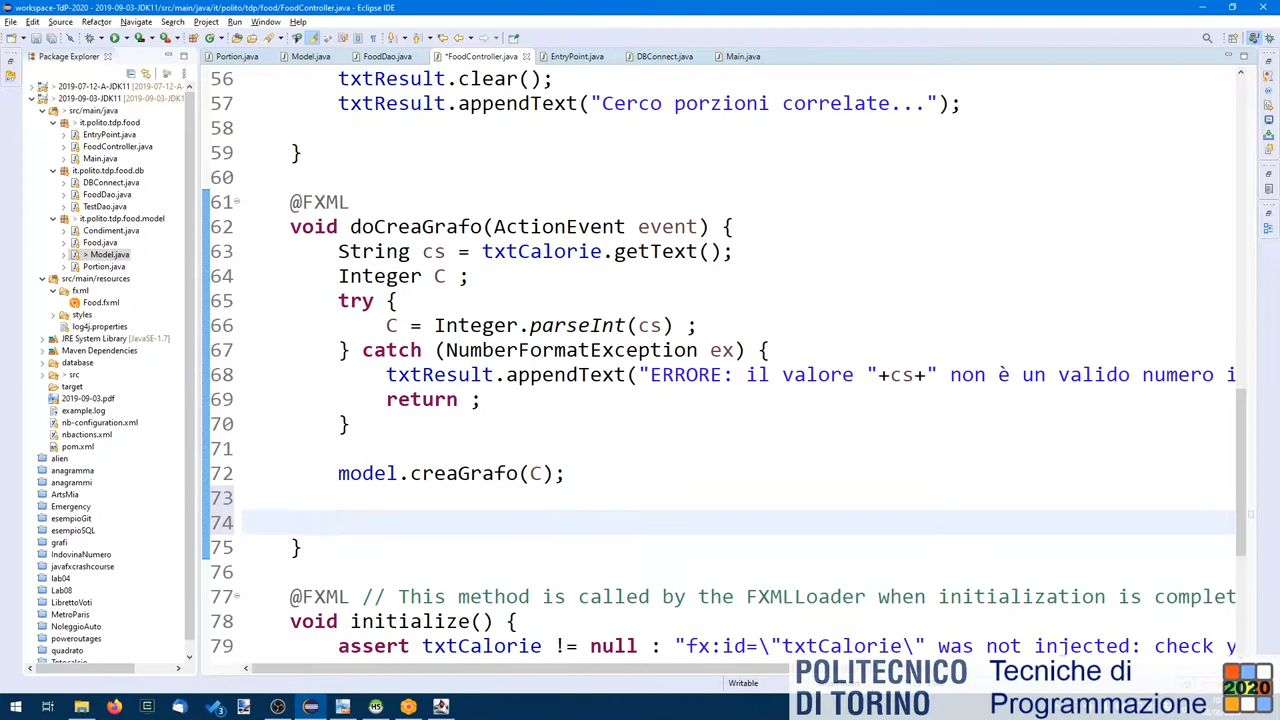 workspace-TdP-2020 - 2019-09-03-JDK11/src/main/java/it/polito/tdp/food/FoodController.java - Eclipse IDE
File Edit Source Refactor Navigate Search Project Run Window Help
Package Explorer
Portion.java
Model.java
FoodDao.java
*FoodController.java
EntryPoint.java
DBConnect.java
Main.java
2019-07-12-A-JDK11 [2019-07-12-A-
2019-09-03-JDK11 [2019-09-03-JDK1
src/main/java
it.polito.tdp.food
EntryPoint.java
FoodController.java
Main.java
it.polito.tdp.food.db
DBConnect.java
FoodDao.java
TestDao.java
it.polito.tdp.food.model
Condiment.java
Food.java
> Model.java
Portion.java
src/main/resources
fxml
Food.fxml
styles
log4j.properties
JRE System Library [JavaSE-1.7]
Maven Dependencies
database
src
target
2019-09-03.pdf
example.log
nb-configuration.xml
nbactions.xml
pom.xml
alien
anagramma
anagrammi
ArtsMia
Emergency
esempioGit
esempioSQL
grafi
IndovinaNumero
javafxcrashcourse
lab04
Lab08
LibrettoVoti
MetroParis
NoleggioAuto
poweroutages
quadrato
56 txtResult.clear();
57 txtResult.appendText("Cerco porzioni correlate...");
58
59 }
60
61 @FXML
62 void doCreaGrafo(ActionEvent event) {
63 String cs = txtCalorie.getText();
64 Integer C ;
65 try {
66 C = Integer.parseInt(cs) ;
67 } catch (NumberFormatException ex) {
68 txtResult.appendText("ERRORE: il valore "+cs+" non è un valido numero i
69 return ;
70 }
71
72 model.creaGrafo(C);
73
74
75 }
76
77 @FXML // This method is called by the FXMLLoader when initialization is complet
78 void initialize() {
79 assert txtCalorie != null : "fx:id=\"txtCalorie\" was not injected: check y
Writable
POLITECNICO
DI TORINO
Tecniche di
Programmazione
2020